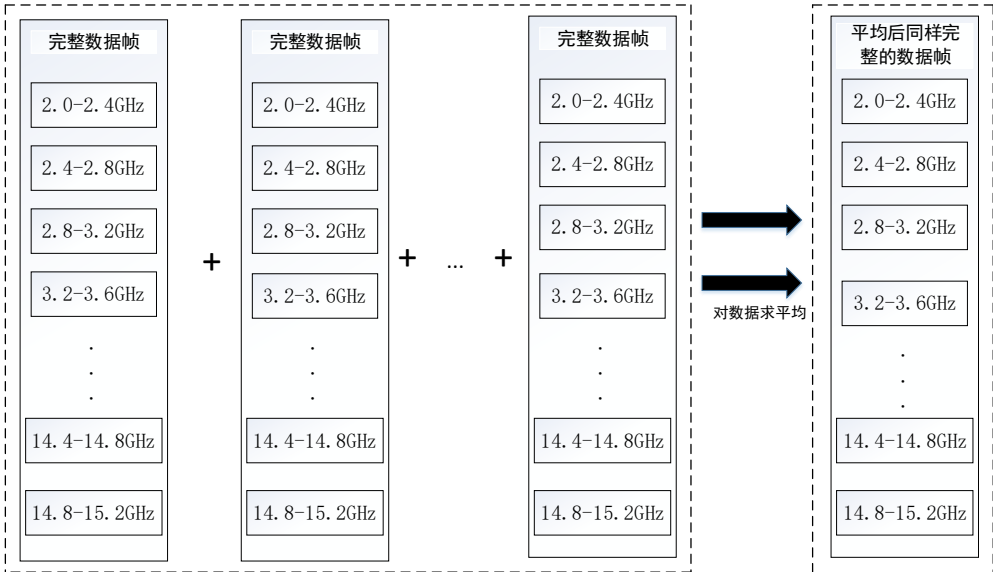 完整数据帧
2.0-2.4GHz
2.4-2.8GHz
2.8-3.2GHz
3.2-3.6GHz
.
.
.
14.4-14.8GHz
14.8-15.2GHz
+
完整数据帧
2.0-2.4GHz
2.4-2.8GHz
2.8-3.2GHz
3.2-3.6GHz
.
.
.
14.4-14.8GHz
14.8-15.2GHz
+ ... +
完整数据帧
2.0-2.4GHz
2.4-2.8GHz
2.8-3.2GHz
3.2-3.6GHz
.
.
.
14.4-14.8GHz
14.8-15.2GHz
对数据求平均
平均后同样完
整的数据帧
2.0-2.4GHz
2.4-2.8GHz
2.8-3.2GHz
3.2-3.6GHz
.
.
.
14.4-14.8GHz
14.8-15.2GHz